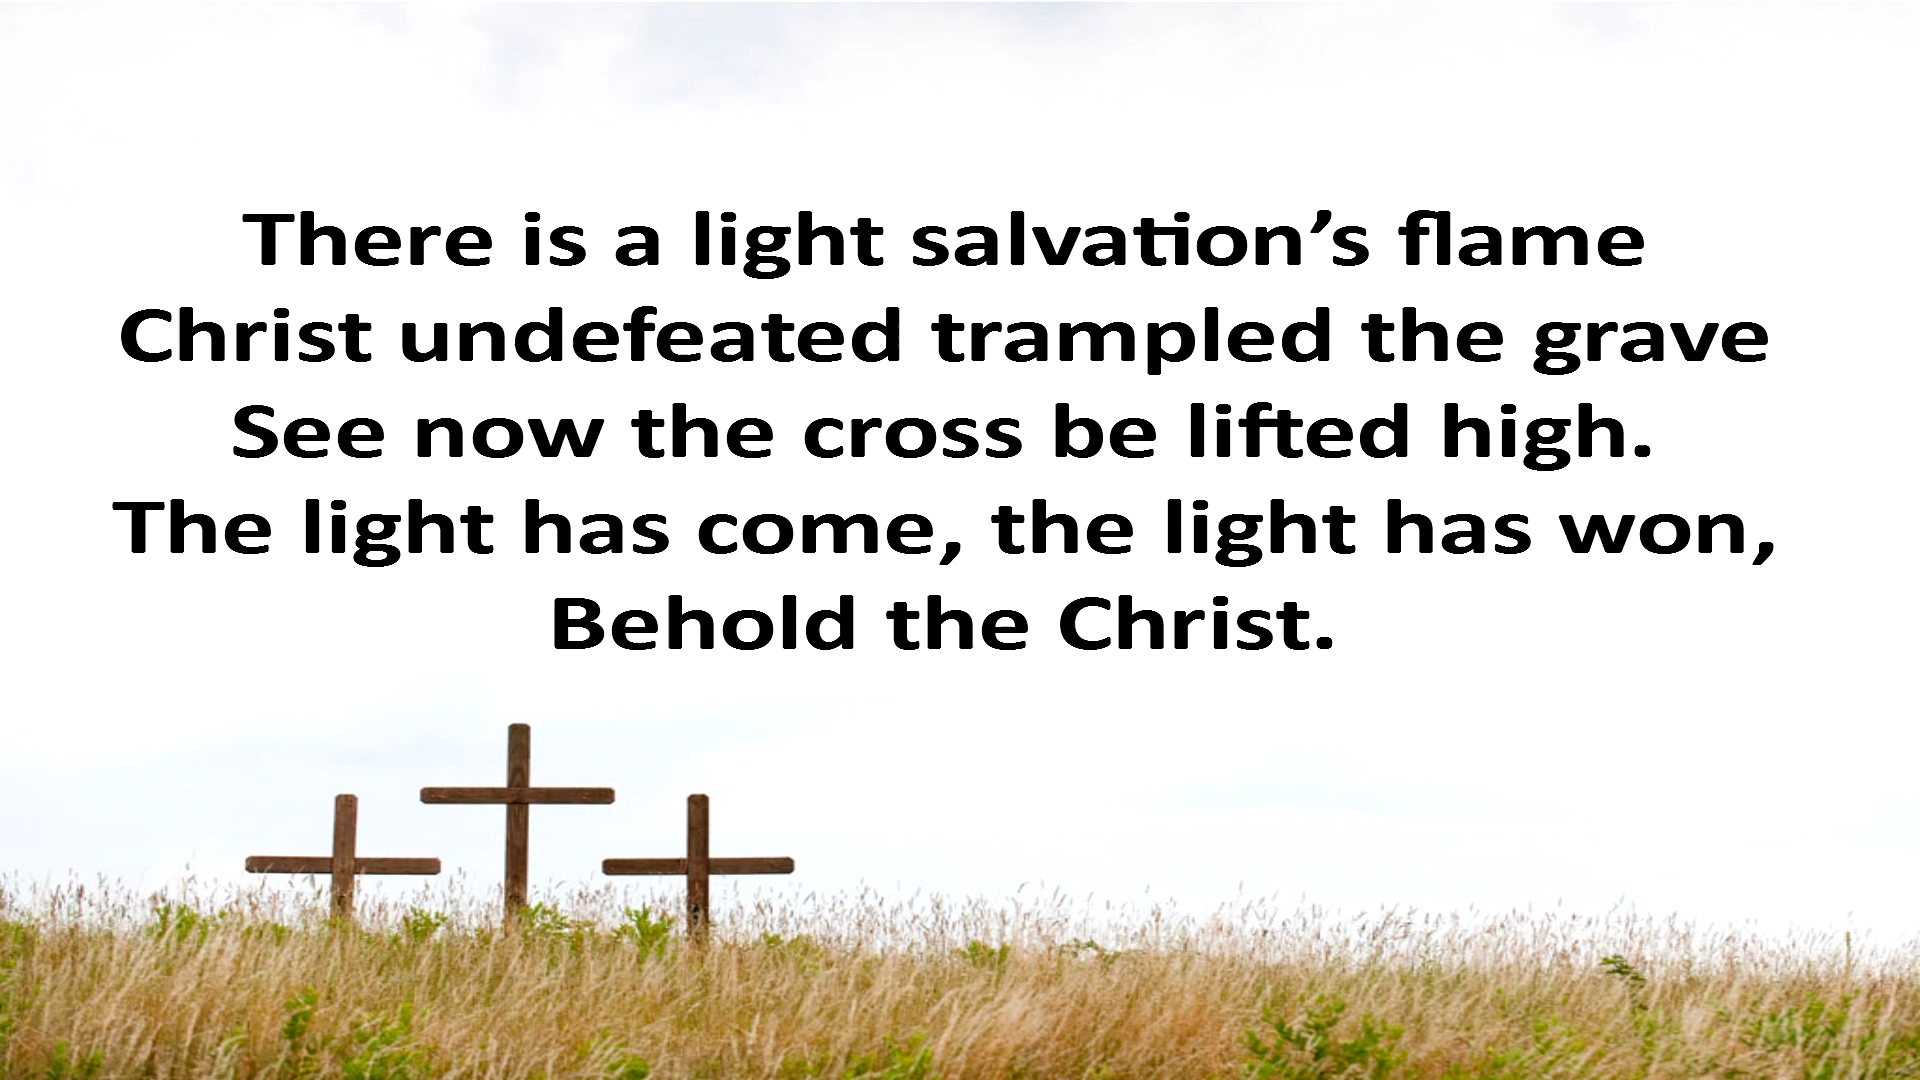 There is a light salvation’s flame
Christ undefeated trampled the grave
See now the cross be lifted high.
The light has come, the light has won,
Behold the Christ.